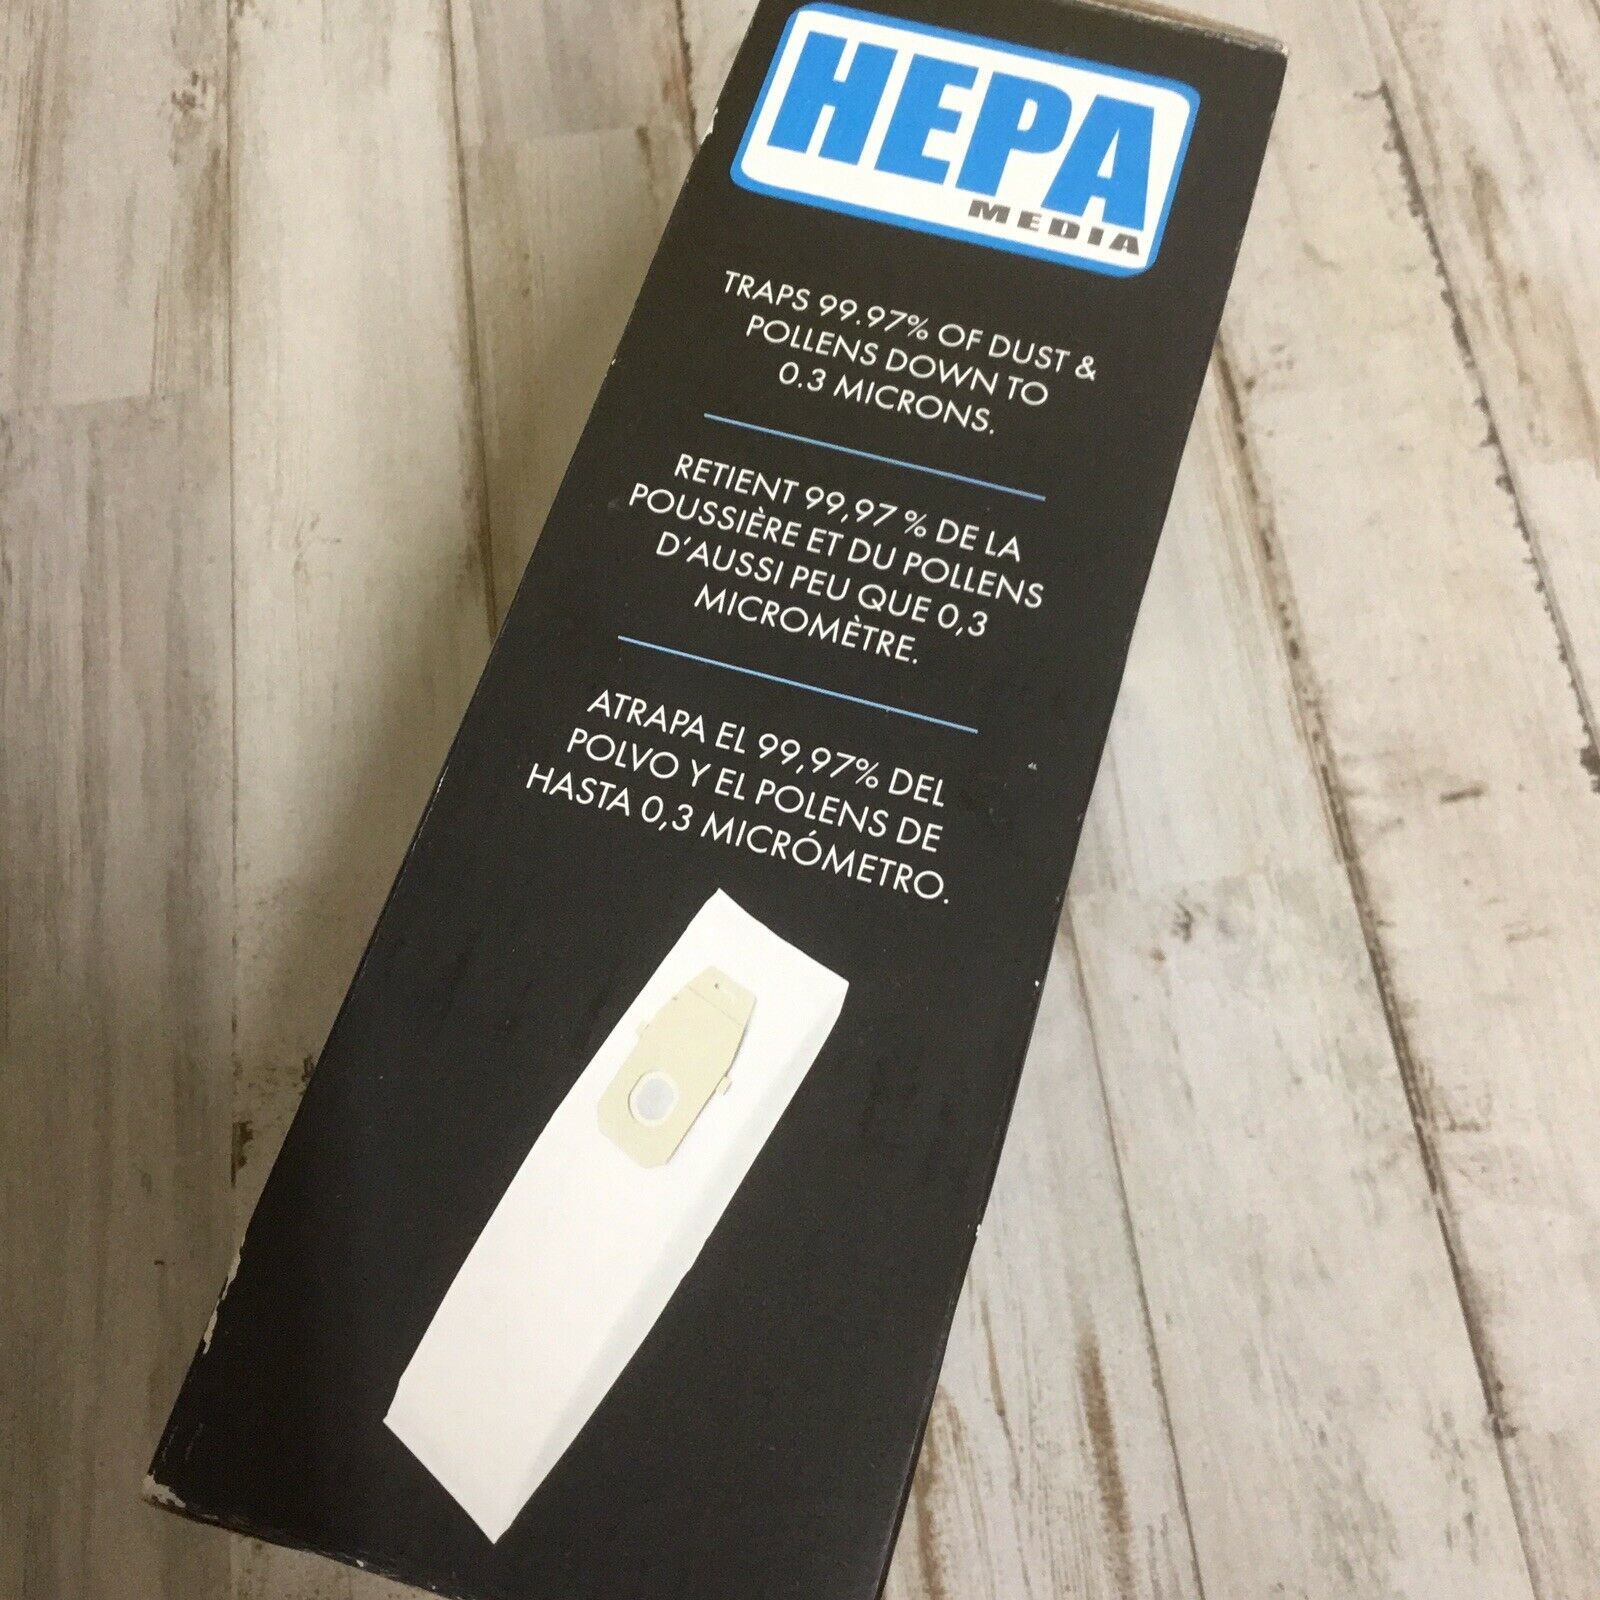 HEPA
MEDIA
TRAPS 99.97% OF DUST &
POLLENS DOWN TO
0.3 MICRONS.
RETIENT 99,97 % DE LA
POUSSIÈRE ET DU POLLENS
D'AUSSI PEU QUE 0,3
MICROMÈTRE.
ATRAPA EL 99,97% DEL
POLVO Y EL POLENS DE
HASTA 0,3 MICRÓMETRO.